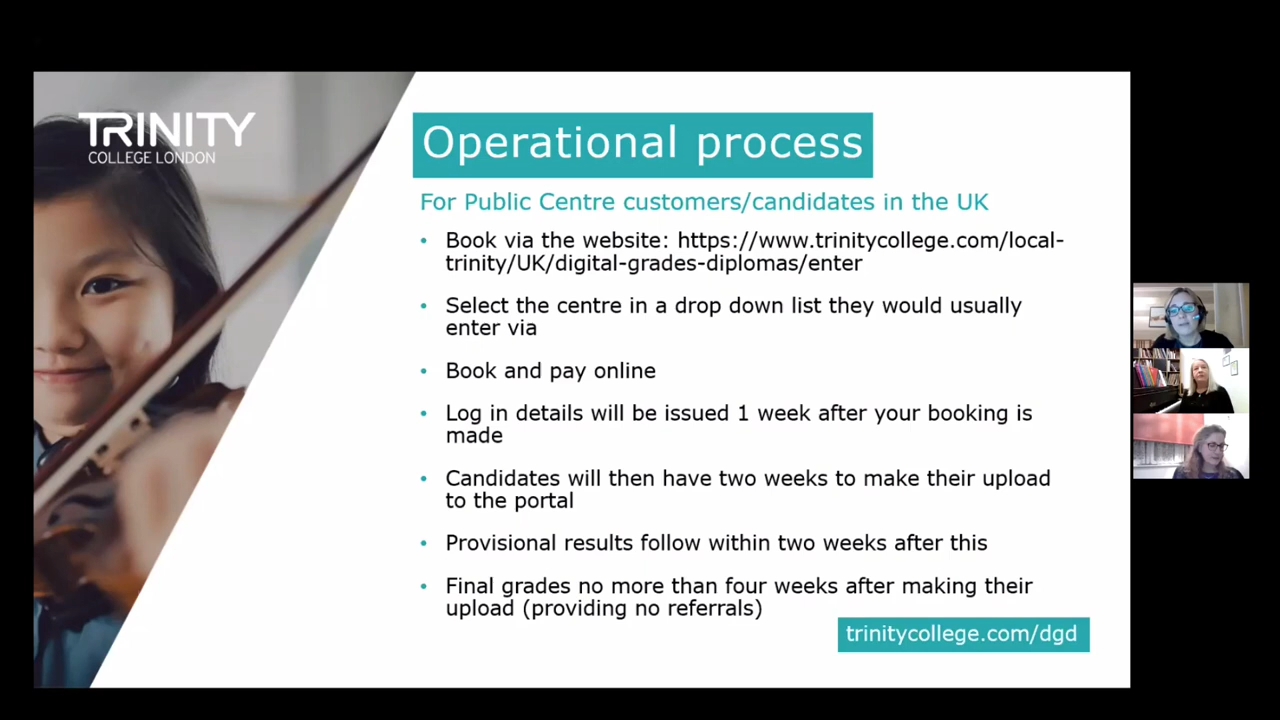 TRINITY
COLLEGE LONDON
Operational process
For Public Centre customers/candidates in the UK
• Book via the website: https://www.trinitycollege.com/local-
trinity/UK/digital-grades-diplomas/enter
• Select the centre in a drop down list they would usually
enter via
• Book and pay online
• Log in details will be issued 1 week after your booking is
made
• Candidates will then have two weeks to make their upload
to the portal
• Provisional results follow within two weeks after this
• Final grades no more than four weeks after making their
upload (providing no referrals)
trinitycollege.com/dgd